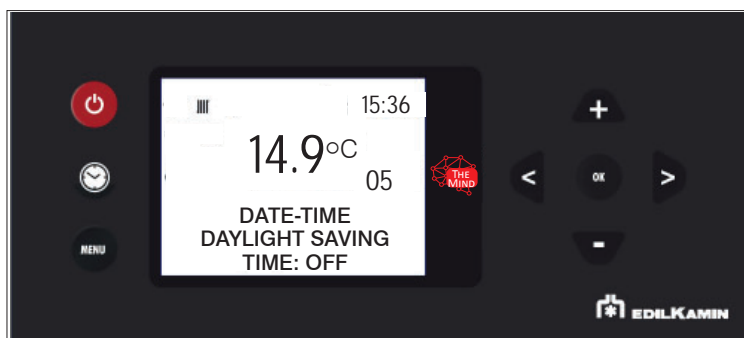 15:36
14.9°C
05
THE
MIND
DATE-TIME
DAYLIGHT SAVING
TIME: OFF
MENU
+
<
OK
>
-
EDILKAMIN